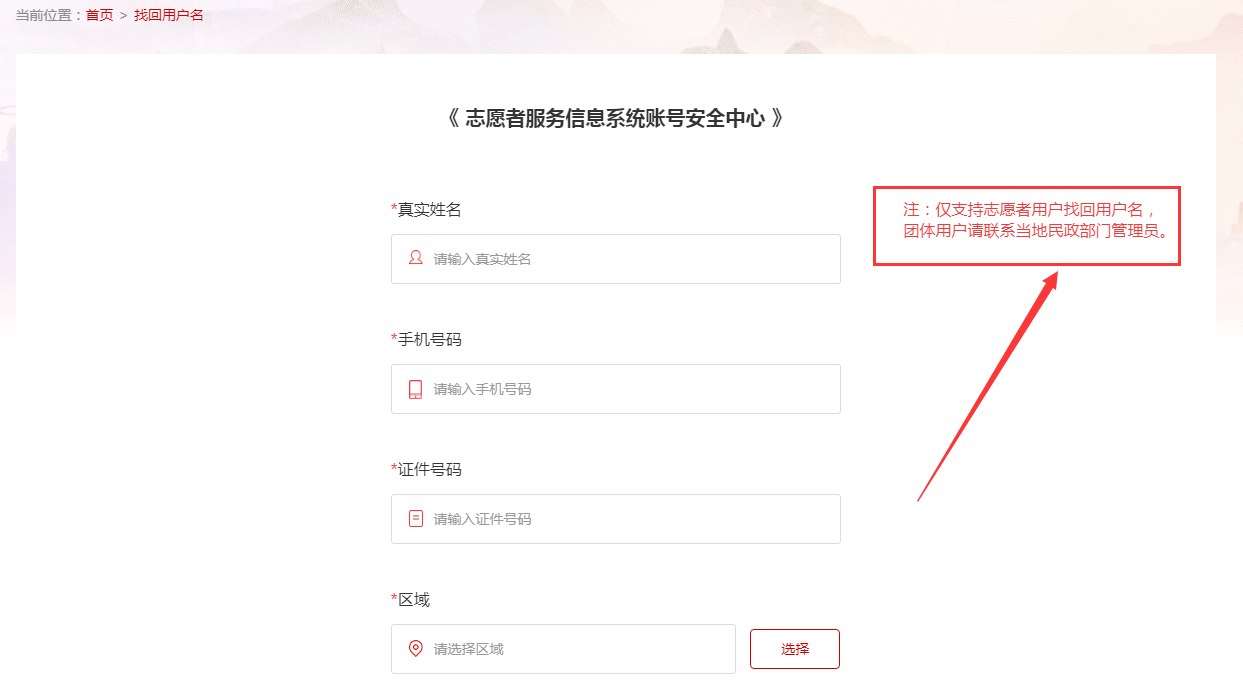 当前位置：首页 > 找回用户名
《 志愿者服务信息系统账号安全中心 》
*真实姓名
请输入真实姓名
注：仅支持志愿者用户找回用户名，
团体用户请联系当地民政部门管理员。
*手机号码
请输入手机号码
*证件号码
请输入证件号码
*区域
请选择区域
选择